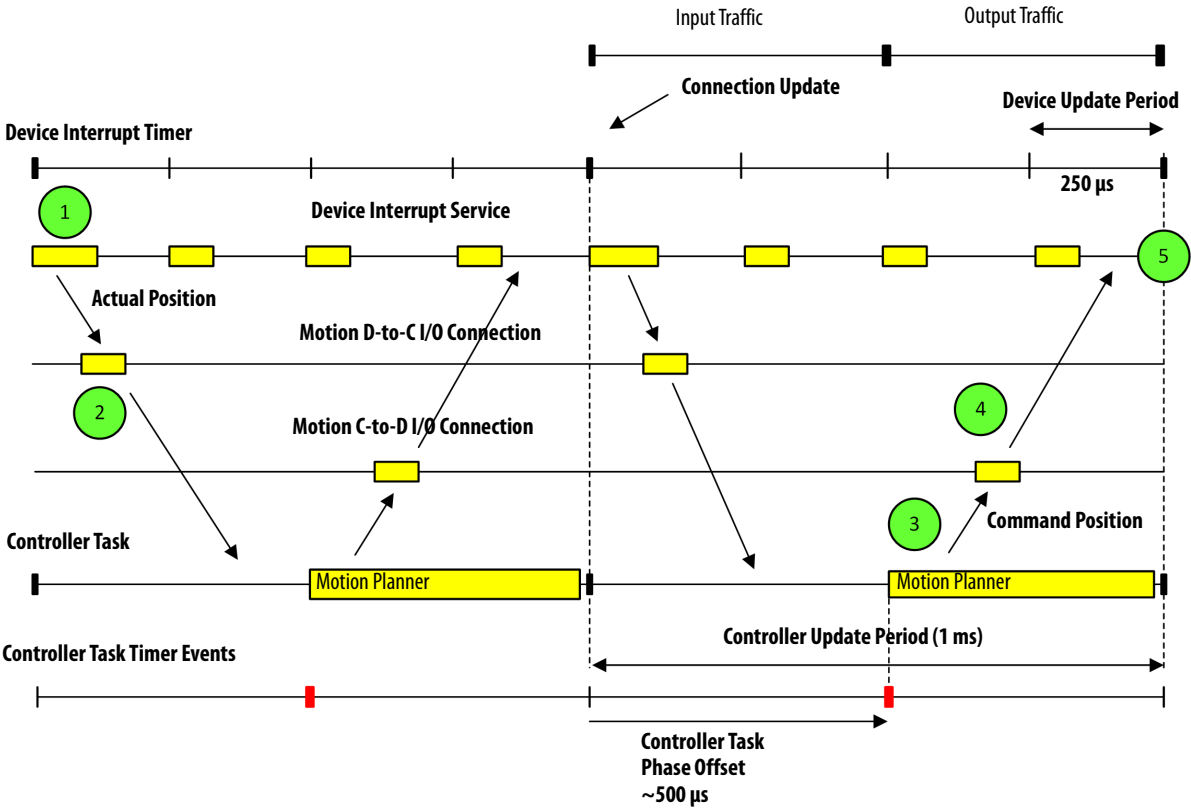 Input Traffic
Output Traffic
Connection Update
Device Update Period
Device Interrupt Timer
250 µs
1
Device Interrupt Service
5
Actual Position
Motion D-to-C I/O Connection
2
4
Motion C-to-D I/O Connection
3
Command Position
Controller Task
Motion Planner
Motion Planner
Controller Update Period (1 ms)
Controller Task Timer Events
Controller Task
Phase Offset
~500 µs